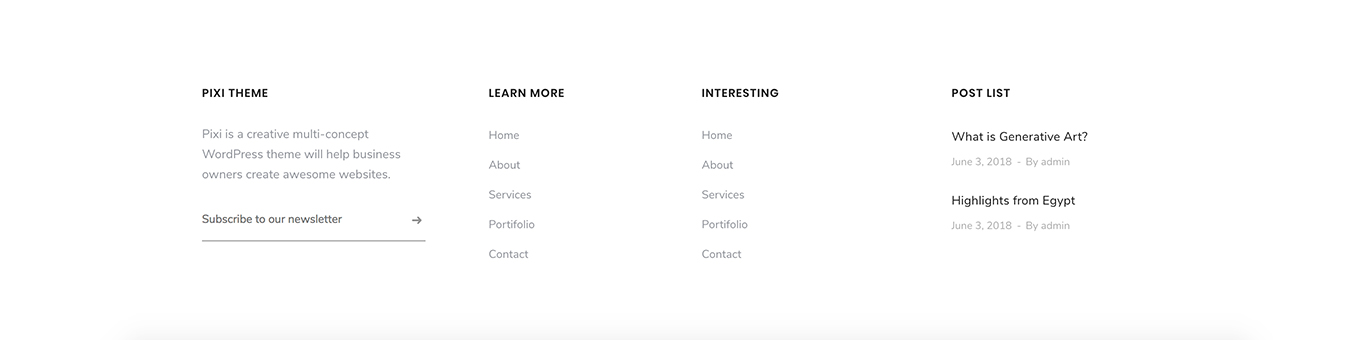 PIXI THEME
Pixi is a creative multi-concept
WordPress theme will help business
owners create awesome websites.
Subscribe to our newsletter
LEARN MORE
Home
About
Services
Portifolio
Contact
INTERESTING
Home
About
Services
Portifolio
Contact
POST LIST
What is Generative Art?
June 3, 2018 - By admin
Highlights from Egypt
June 3, 2018 - By admin